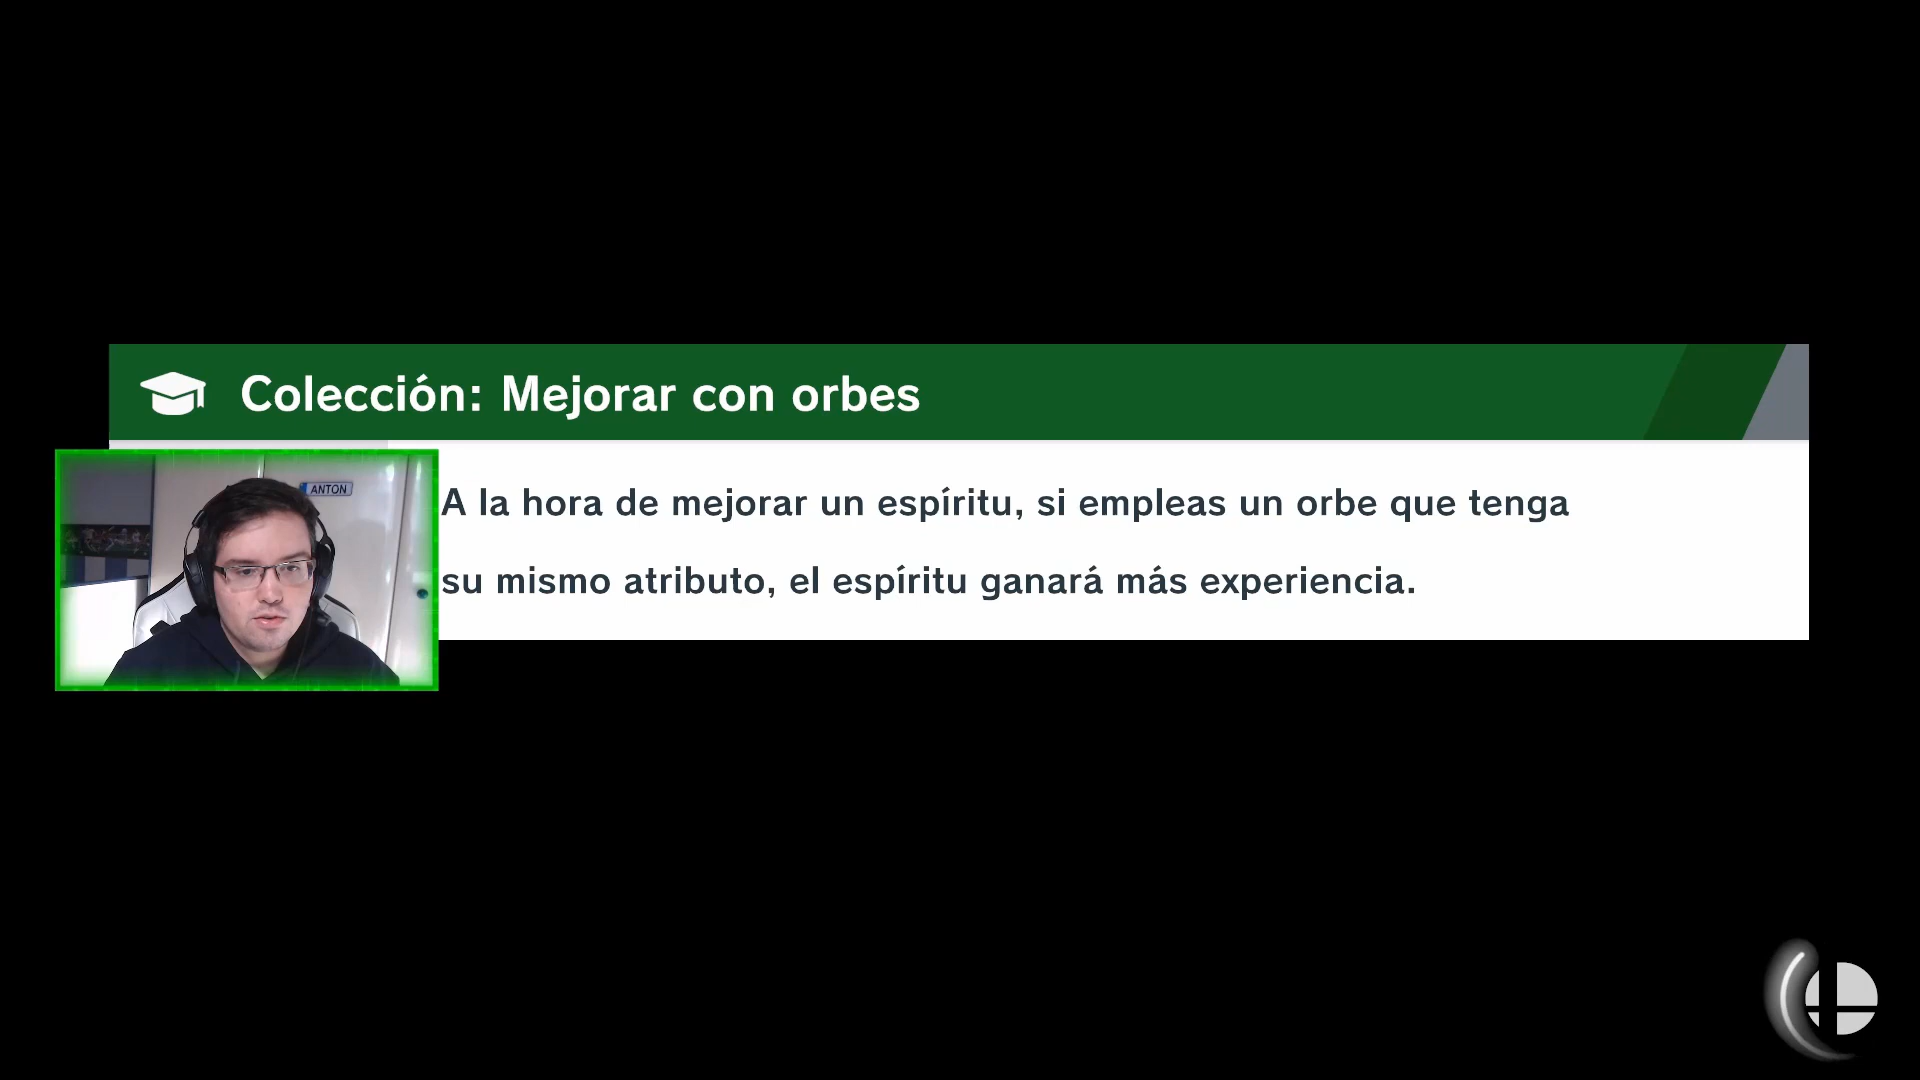 Colección: Mejorar con orbes
ANTON
A la hora de mejorar un espíritu, si empleas un orbe que tenga
su mismo atributo, el espíritu ganará más experiencia.